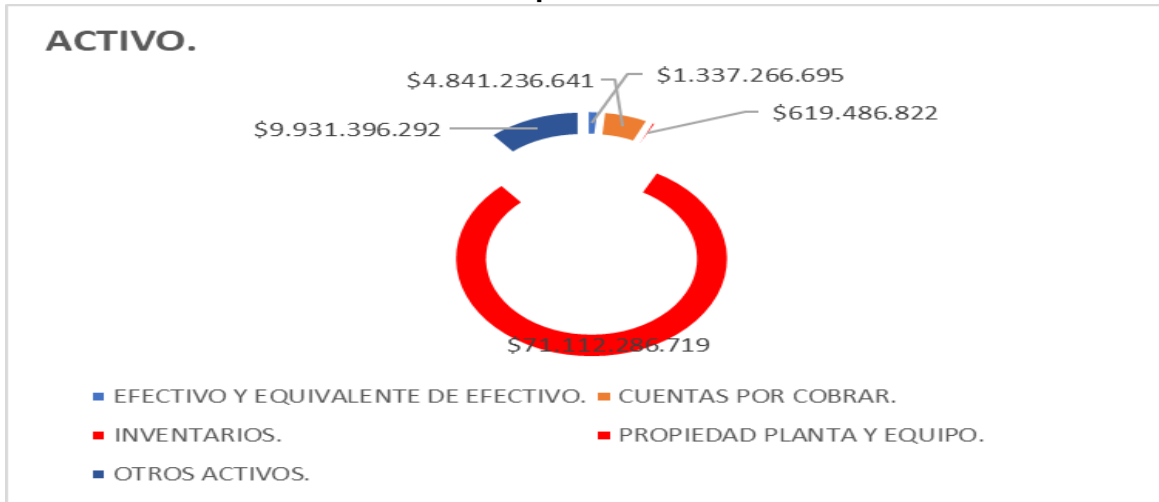 ACTIVO.
$4.841.236.641
$1.337.266.695
$9.931.396.292
$619.486.822
$71.112.286.719
EFECTIVO Y EQUIVALENTE DE EFECTIVO.
CUENTAS POR COBRAR.
INVENTARIOS.
PROPIEDAD PLANTA Y EQUIPO.
OTROS ACTIVOS.